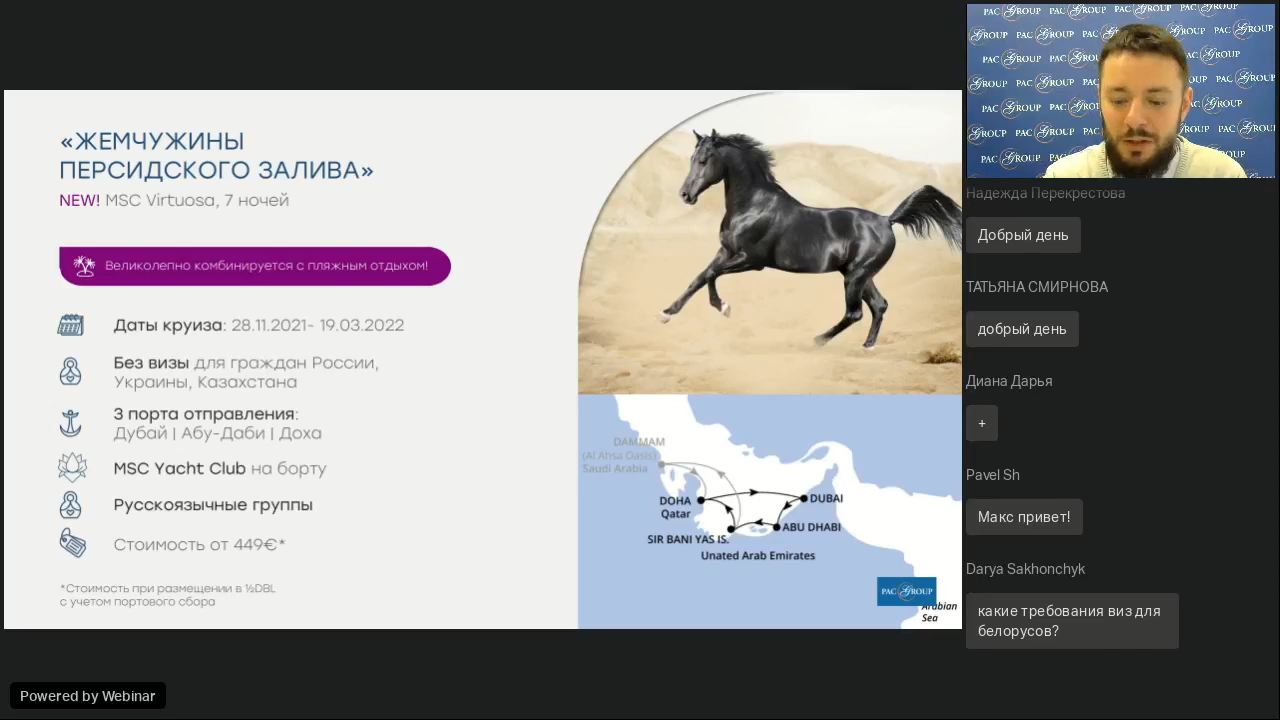 «ЖЕМЧУЖИНЫ
ПЕРСИДСКОГО ЗАЛИВА»
NEW! MSC Virtuosa, 7 ночей
Великолепно комбинируется с пляжным отдыхом!
Даты круиза: 28.11.2021- 19.03.2022
Без визы для граждан России,
Украины, Казахстана
3 порта отправления:
Дубай | Абу-Даби | Доха
MSC Yacht Club на борту
Русскоязычные группы
Стоимость от 449€*
*Стоимость при размещении в ½DBL
с учетом портового сбора
DAMMAM
(Al Ahsa Oasis)
Saudi Arabia
DOHA
Qatar
DUBAI
ABU DHABI
SIR BANI YAS IS.
Unated Arab Emirates
PAC GROUP
Arabian
Sea
PAC GROUP
Надежда Перекрестова
Добрый день
ТАТЬЯНА СМИРНОВА
добрый день
Диана Дарья
+
Pavel Sh
Макс привет!
Darya Sakhonchyk
какие требования виз для
белорусов?
Powered by Webinar